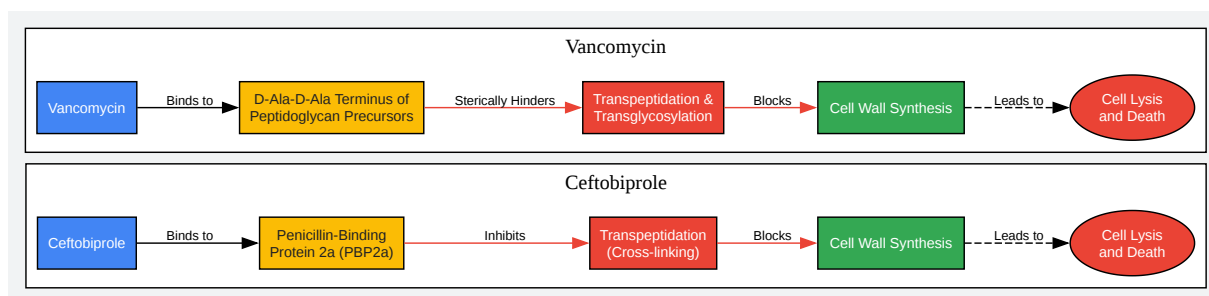 Vancomycin
Vancomycin
Binds to
D-Ala-D-Ala Terminus of
Peptidoglycan Precursors
Sterically Hinders
Transpeptidation &
Transglycosylation
Blocks
Cell Wall Synthesis
Leads to
Cell Lysis
and Death
Ceftobiprole
Ceftobiprole
Binds to
Penicillin-Binding
Protein 2a (PBP2a)
Inhibits
Transpeptidation
(Cross-linking)
Blocks
Cell Wall Synthesis
Leads to
Cell Lysis
and Death